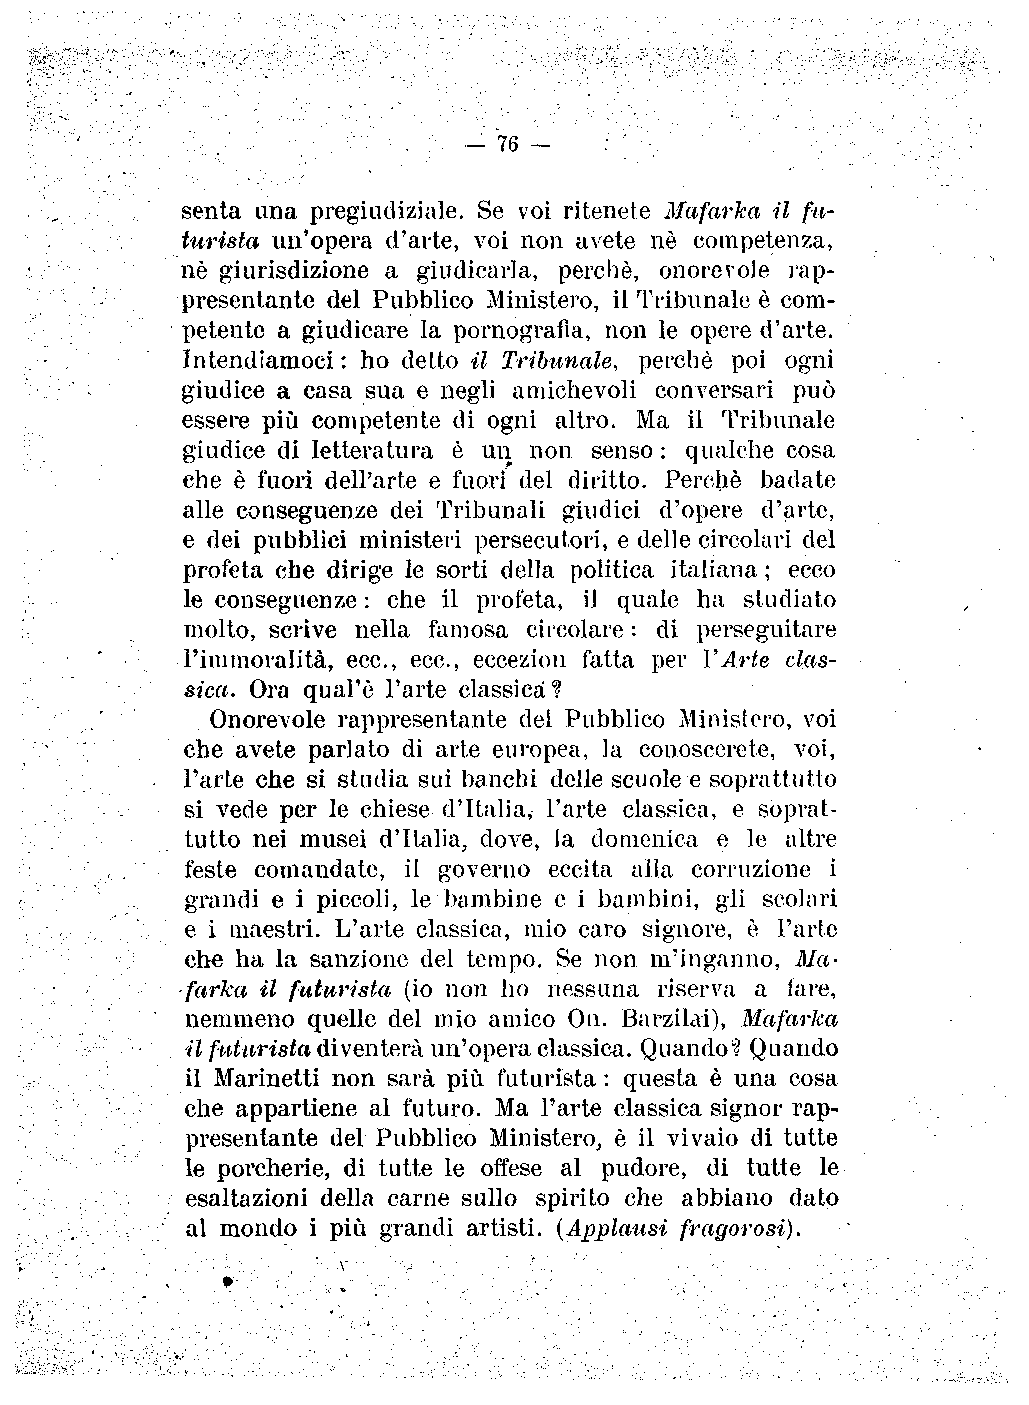 — 76 —
senta una pregiudiziale. Se voi ritenete Mafarka il fu-
turista un'opera d'arte, voi non avete nè competenza,
nè giurisdizione a giudicarla, perchè, onorevole rap-
presentante del Pubblico Ministero, il Tribunale è com-
petente a giudicare la pornografia, non le opere d'arte.
Intendiamoci: ho detto il Tribunale, perchè poi ogni
giudice a casa sua e negli amichevoli conversari può
essere più competente di ogni altro. Ma il Tribunale
giudice di letteratura è un non senso: qualche cosa
che è fuori dell'arte e fuori del diritto. Perchè badate
alle conseguenze dei Tribunali giudici d'opere d'arte,
e dei pubblici ministeri persecutori, e delle circolari del
profeta che dirige le sorti della politica italiana; ecco
le conseguenze: che il profeta, il quale ha studiato
molto, scrive nella famosa circolare: di perseguitare
l'immoralità, ecc., ecc., eccezion fatta per l'Arte clas-
sica. Ora qual'è l'arte classica?
Onorevole rappresentante del Pubblico Ministero, voi
che avete parlato di arte europea, la conoscerete, voi,
l'arte che si studia sui banchi delle scuole e soprattutto
si vede per le chiese d'Italia, l'arte classica, e soprat-
tutto nei musei d'Italia, dove, la domenica e le altre
feste comandate, il governo eccita alla corruzione i
grandi e i piccoli, le bambine e i bambini, gli scolari
e i maestri. L'arte classica, mio caro signore, è l'arte
che ha la sanzione del tempo. Se non m'inganno, Ma-
farka il futurista (io non ho nessuna riserva a fare,
nemmeno quelle del mio amico On. Barzilai), Mafarka
il futurista diventerà un'opera classica. Quando? Quando
il Marinetti non sarà più futurista: questa è una cosa
che appartiene al futuro. Ma l'arte classica signor rap-
presentante del Pubblico Ministero, è il vivaio di tutte
le porcherie, di tutte le offese al pudore, di tutte le
esaltazioni della carne sullo spirito che abbiano dato
al mondo i più grandi artisti. (Applausi fragorosi).